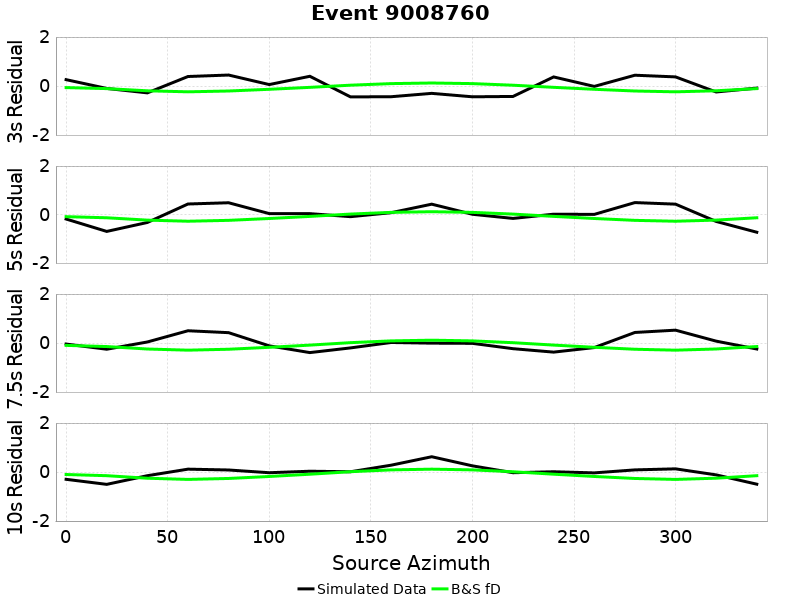 Event 9008760
3s Residual
2
0
-2
5s Residual
2
0
-2
7.5s Residual
2
0
-2
10s Residual
2
0
-2
0 50 100 150 200 250 300
Source Azimuth
Simulated Data B&S fD